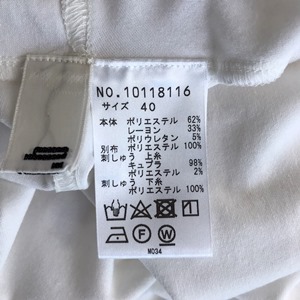 NO.10118116
サイズ 40
本体 ポリエステル 62%
レーヨン 33%
ポリウレタン 5%
別布 ポリエステル 100%
刺しゅう 上糸
キュプラ 98%
ポリエステル 2%
刺しゅう 下糸
ポリエステル 100%
P F W
M034